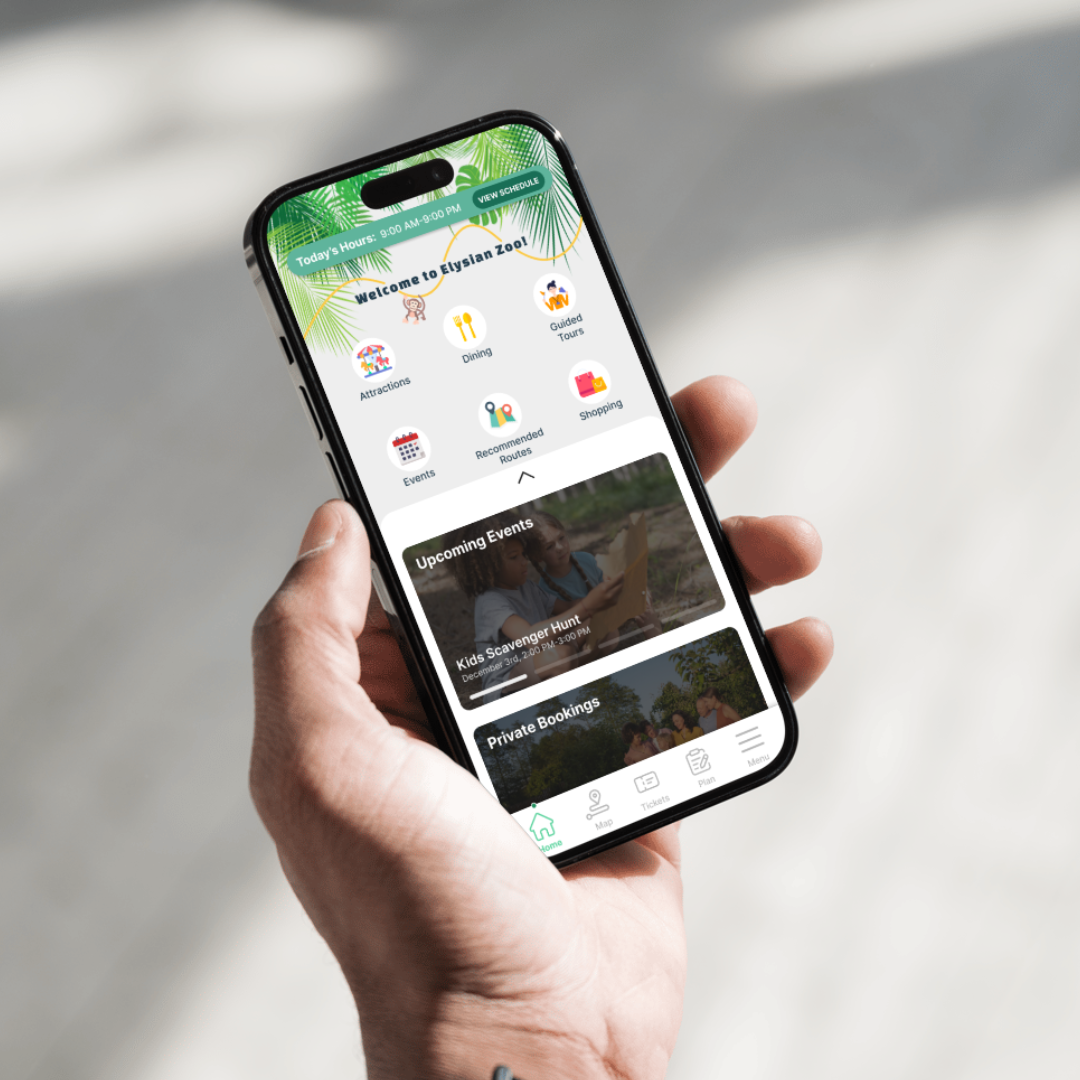 Today's Hours: 9:00 AM-9:00 PM VIEW SCHEDULE
Welcome to Elysian Zoo!
Attractions
Dining
Guided
Tours
Events
Recommended
Routes
Shopping
Upcoming Events
Kids Scavenger Hunt
December 3rd, 2:00 PM-3:00 PM
Private Bookings
Home
Map
Tickets
Plan
Menu